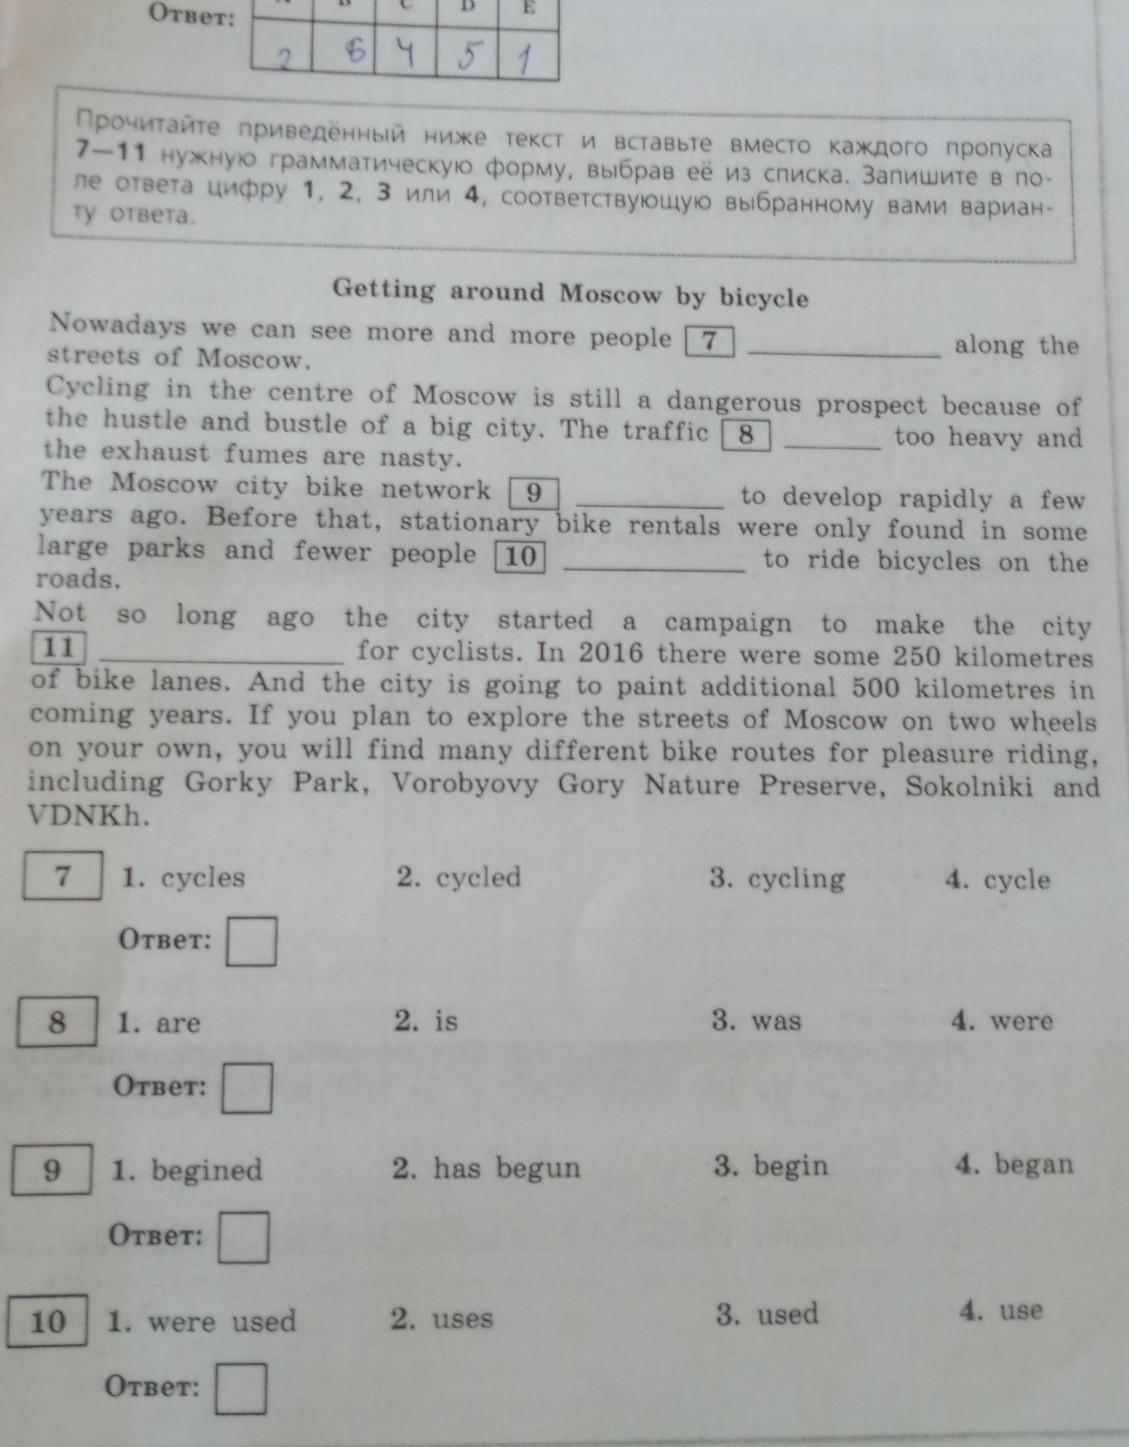 Ответ:
B C D E
2 6 4 5 1
Прочитайте приведённый ниже текст и вставьте вместо каждого пропуска
7—11 нужную грамматическую форму, выбрав её из списка. Запишите в по-
ле ответа цифру 1, 2, 3 или 4, соответствующую выбранному вами вариан-
ту ответа.
Getting around Moscow by bicycle
Nowadays we can see more and more people 7 ____________ along the
streets of Moscow.
Cycling in the centre of Moscow is still a dangerous prospect because of
the hustle and bustle of a big city. The traffic 8 ______ too heavy and
the exhaust fumes are nasty.
The Moscow city bike network 9 _________ to develop rapidly a few
years ago. Before that, stationary bike rentals were only found in some
large parks and fewer people 10 ___________ to ride bicycles on the
roads.
Not so long ago the city started a campaign to make the city
11 _______________ for cyclists. In 2016 there were some 250 kilometres
of bike lanes. And the city is going to paint additional 500 kilometres in
coming years. If you plan to explore the streets of Moscow on two wheels
on your own, you will find many different bike routes for pleasure riding,
including Gorky Park, Vorobyovy Gory Nature Preserve, Sokolniki and
VDNKh.
7 1. cycles 2. cycled 3. cycling 4. cycle
Ответ:
8 1. are 2. is 3. was 4. were
Ответ:
9 1. begined 2. has begun 3. begin 4. began
Ответ:
10 1. were used 2. uses 3. used 4. use
Ответ: